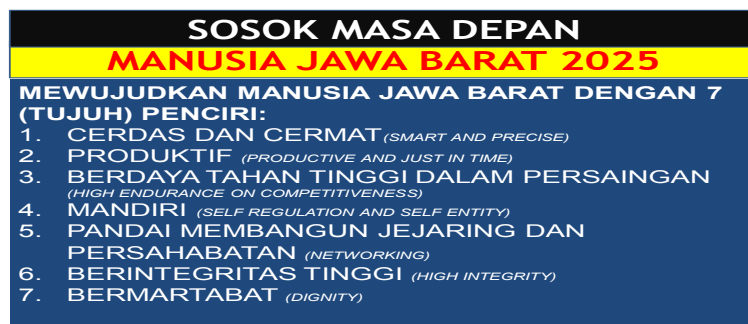 SOSOK MASA DEPAN
MANUSIA JAWA BARAT 2025
MEWUJUDKAN MANUSIA JAWA BARAT DENGAN 7
(TUJUH) PENCIRI:
1. CERDAS DAN CERMAT (SMART AND PRECISE)
2. PRODUKTIF (PRODUCTIVE AND JUST IN TIME)
3. BERDAYA TAHAN TINGGI DALAM PERSAINGAN
(HIGH ENDURANCE ON COMPETITIVENESS)
4. MANDIRI (SELF REGULATION AND SELF ENTITY)
5. PANDAI MEMBANGUN JEJARING DAN
PERSAHABATAN (NETWORKING)
6. BERINTEGRITAS TINGGI (HIGH INTEGRITY)
7. BERMARTABAT (DIGNITY)